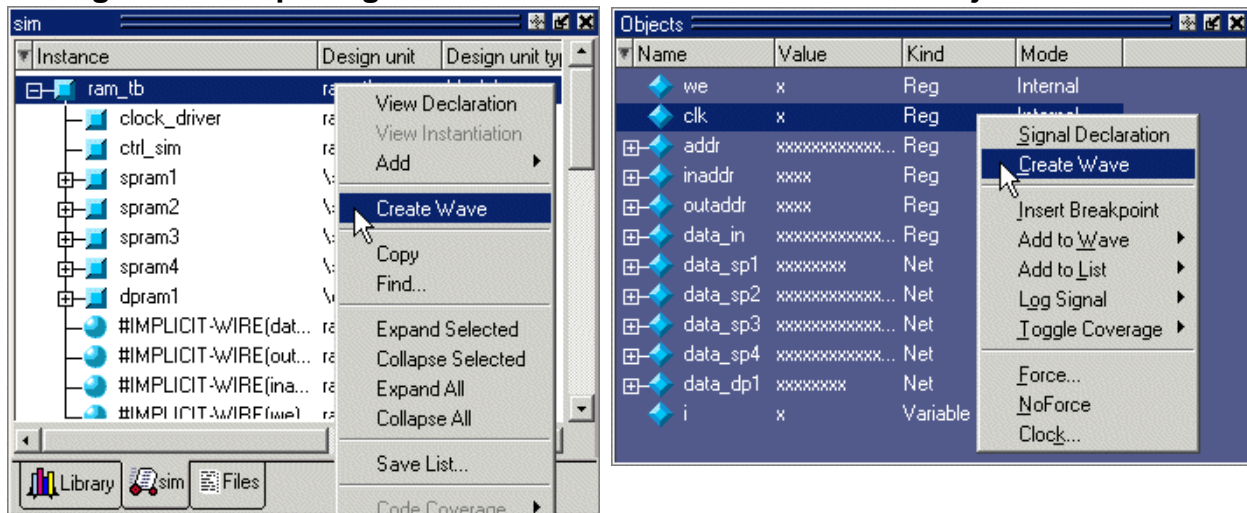 sim
Instance Design unit Design unit ty
ram_tb
clock_driver
ctrl_sim
spram1
spram2
spram3
spram4
dpram1
#IMPLICIT-WIRE(dat...
#IMPLICIT-WIRE(out...
#IMPLICIT-WIRE(ina...
#IMPLICIT-WIRE(we)
View Declaration
View Instantiation
Add
Create Wave
Copy
Find...
Expand Selected
Collapse Selected
Expand All
Collapse All
Save List...
Code Coverage
Library sim Files
Objects
Name Value Kind Mode
we x Reg Internal
clk x Reg Internal
addr xxxxxxxxxxxx... Reg
inaddr xxxx Reg
outaddr xxxx Reg
data_in xxxxxxxxxxxx... Reg
data_sp1 xxxxxxxx Net
data_sp2 xxxxxxxxxxxx... Net
data_sp3 xxxxxxxxxxxx... Net
data_sp4 xxxxxxxxxxxx... Net
data_dp1 xxxxxxxx Net
i x Variable
Signal Declaration
Create Wave
Insert Breakpoint
Add to Wave
Add to List
Log Signal
Toggle Coverage
Force...
NoForce
Clock...